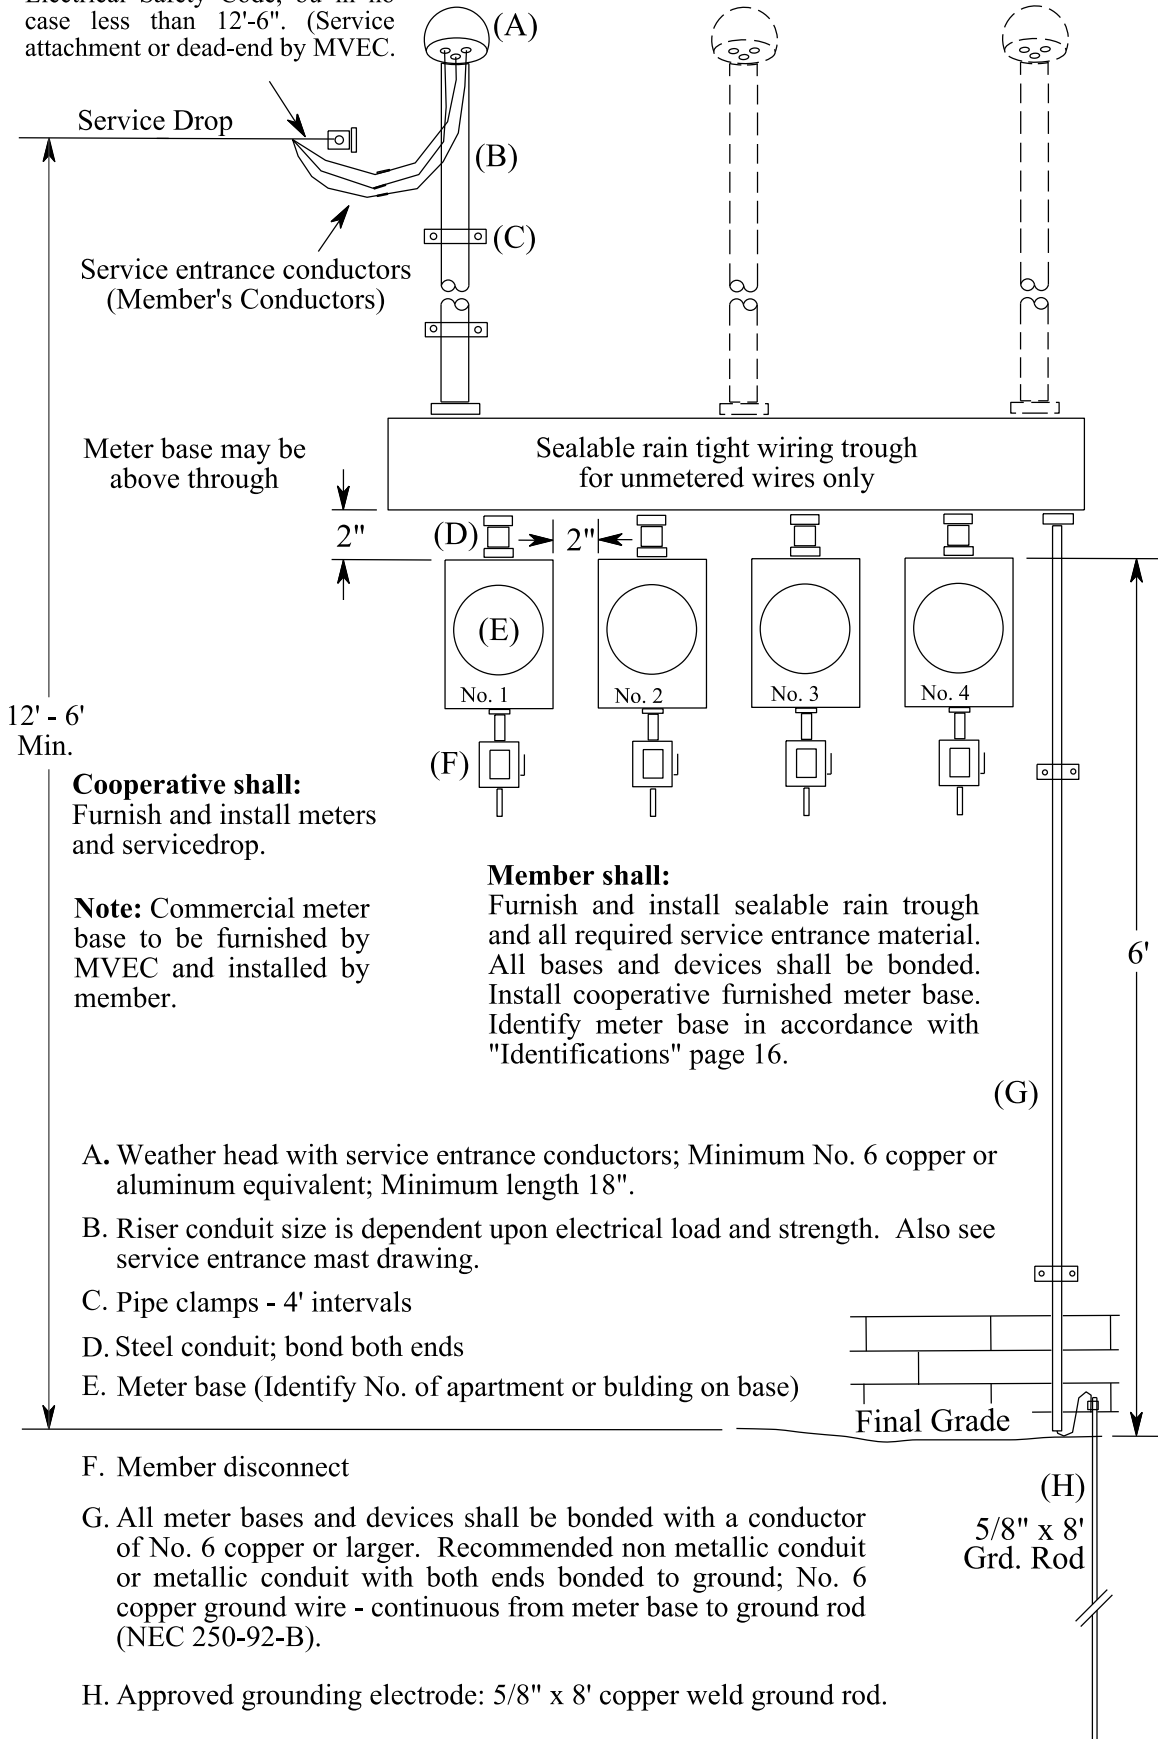 case less than 12'-6". (Service
attachment or dead-end by MVEC.
(A)
Service Drop
(B)
(C)
Service entrance conductors
(Member's Conductors)
Meter base may be
above through
Sealable rain tight wiring trough
for unmetered wires only
2"
(D)
2"
(E)
No. 1
No. 2
No. 3
No. 4
12' - 6'
Min.
(F)
Cooperative shall:
Furnish and install meters
and servicedrop.
Note: Commercial meter
base to be furnished by
MVEC and installed by
member.
Member shall:
Furnish and install sealable rain trough
and all required service entrance material.
All bases and devices shall be bonded.
Install cooperative furnished meter base.
Identify meter base in accordance with
"Identifications" page 16.
6'
(G)
A. Weather head with service entrance conductors; Minimum No. 6 copper or
aluminum equivalent; Minimum length 18".
B. Riser conduit size is dependent upon electrical load and strength. Also see
service entrance mast drawing.
C. Pipe clamps - 4' intervals
D. Steel conduit; bond both ends
E. Meter base (Identify No. of apartment or bulding on base)
Final Grade
F. Member disconnect
(H)
5/8" x 8'
Grd. Rod
G. All meter bases and devices shall be bonded with a conductor
of No. 6 copper or larger. Recommended non metallic conduit
or metallic conduit with both ends bonded to ground; No. 6
copper ground wire - continuous from meter base to ground rod
(NEC 250-92-B).
H. Approved grounding electrode: 5/8" x 8' copper weld ground rod.